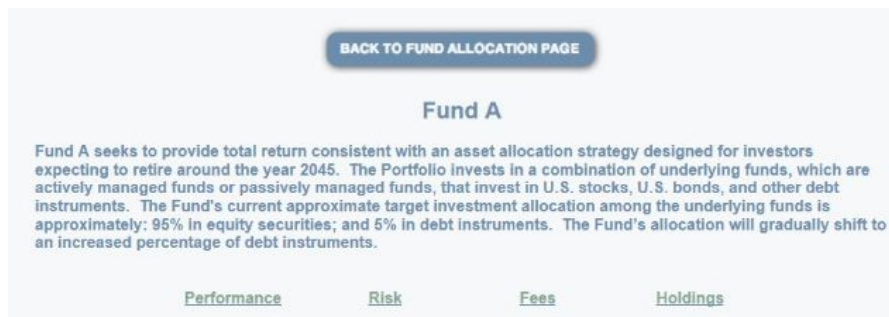 BACK TO FUND ALLOCATION PAGE
Fund A
Fund A seeks to provide total return consistent with an asset allocation strategy designed for investors
expecting to retire around the year 2045.  The Portfolio invests in a combination of underlying funds, which are
actively managed funds or passively managed funds, that invest in U.S. stocks, U.S. bonds, and other debt
instruments.  The Fund's current approximate target investment allocation among the underlying funds is
approximately: 95% in equity securities; and 5% in debt instruments.  The Fund's allocation will gradually shift to
an increased percentage of debt instruments.
Performance Risk Fees Holdings